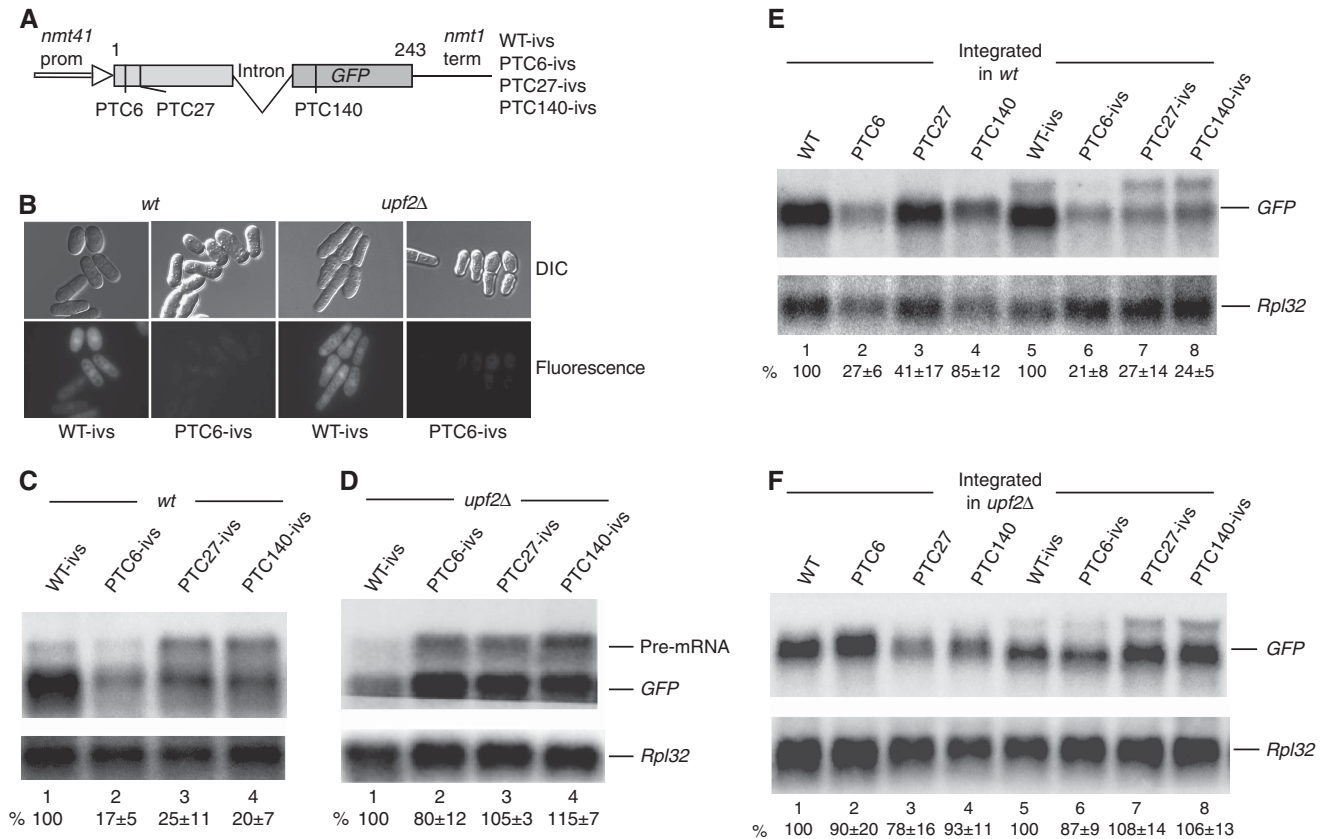 A
nmt41
prom
1
243
nmt1
term
Intron
GFP
PTC6
PTC27
PTC140
WT-ivs
PTC6-ivs
PTC27-ivs
PTC140-ivs
B
wt
upf2Δ
DIC
Fluorescence
WT-ivs
PTC6-ivs
WT-ivs
PTC6-ivs
C
wt
WT-ivs
PTC6-ivs
PTC27-ivs
PTC140-ivs
1 2 3 4
% 100 17±5 25±11 20±7
D
upf2Δ
WT-ivs
PTC6-ivs
PTC27-ivs
PTC140-ivs
Pre-mRNA
GFP
Rpl32
1 2 3 4
100 80±12 105±3 115±7
E
Integrated
in wt
WT
PTC6
PTC27
PTC140
WT-ivs
PTC6-ivs
PTC27-ivs
PTC140-ivs
GFP
Rpl32
1 2 3 4 5 6 7 8
% 100 27±6 41±17 85±12 100 21±8 27±14 24±5
F
Integrated
in upf2Δ
WT
PTC6
PTC27
PTC140
WT-ivs
PTC6-ivs
PTC27-ivs
PTC140-ivs
GFP
Rpl32
1 2 3 4 5 6 7 8
% 100 90±20 78±16 93±11 100 87±9 108±14 106±13